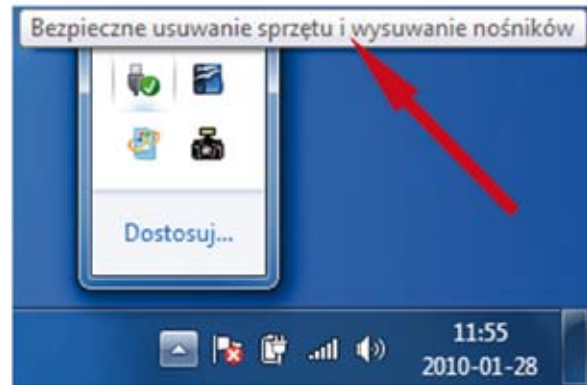 Bezpieczne usuwanie sprzętu i wysuwanie nośników
Dostosuj...
11:55
2010-01-28